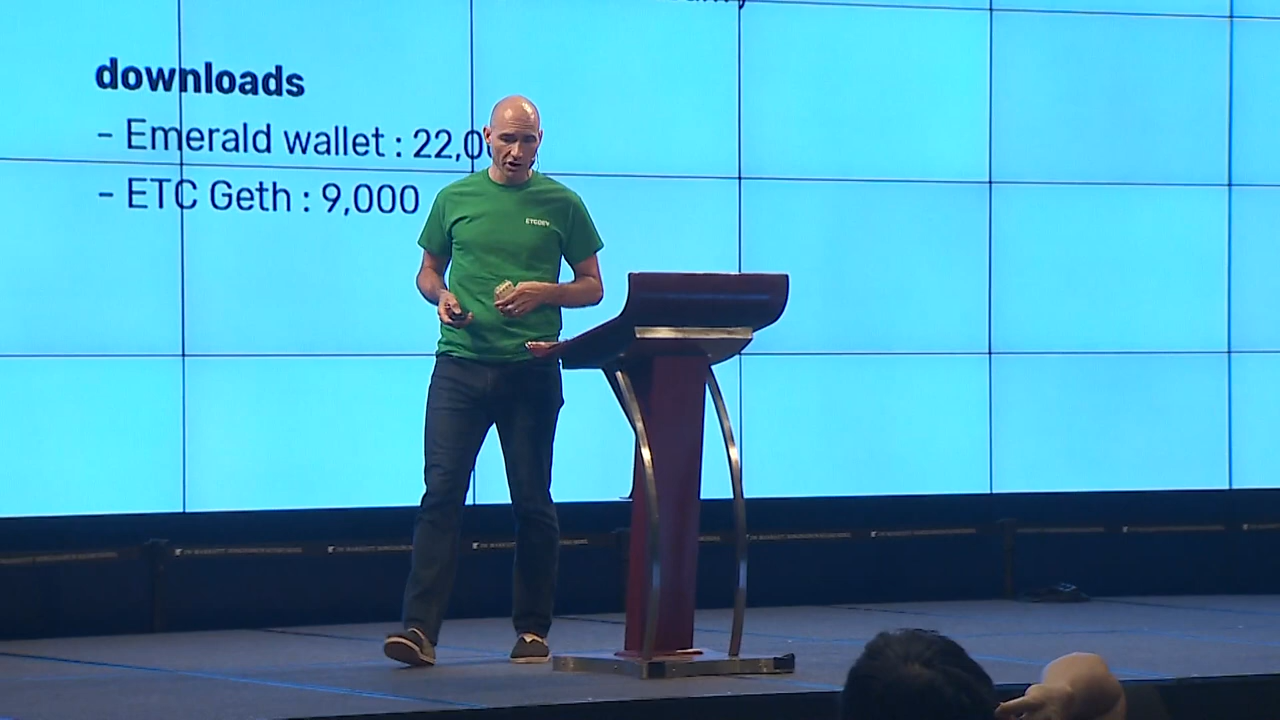 downloads
- Emerald wallet : 22,0
- ETC Geth : 9,000
ETCDEV